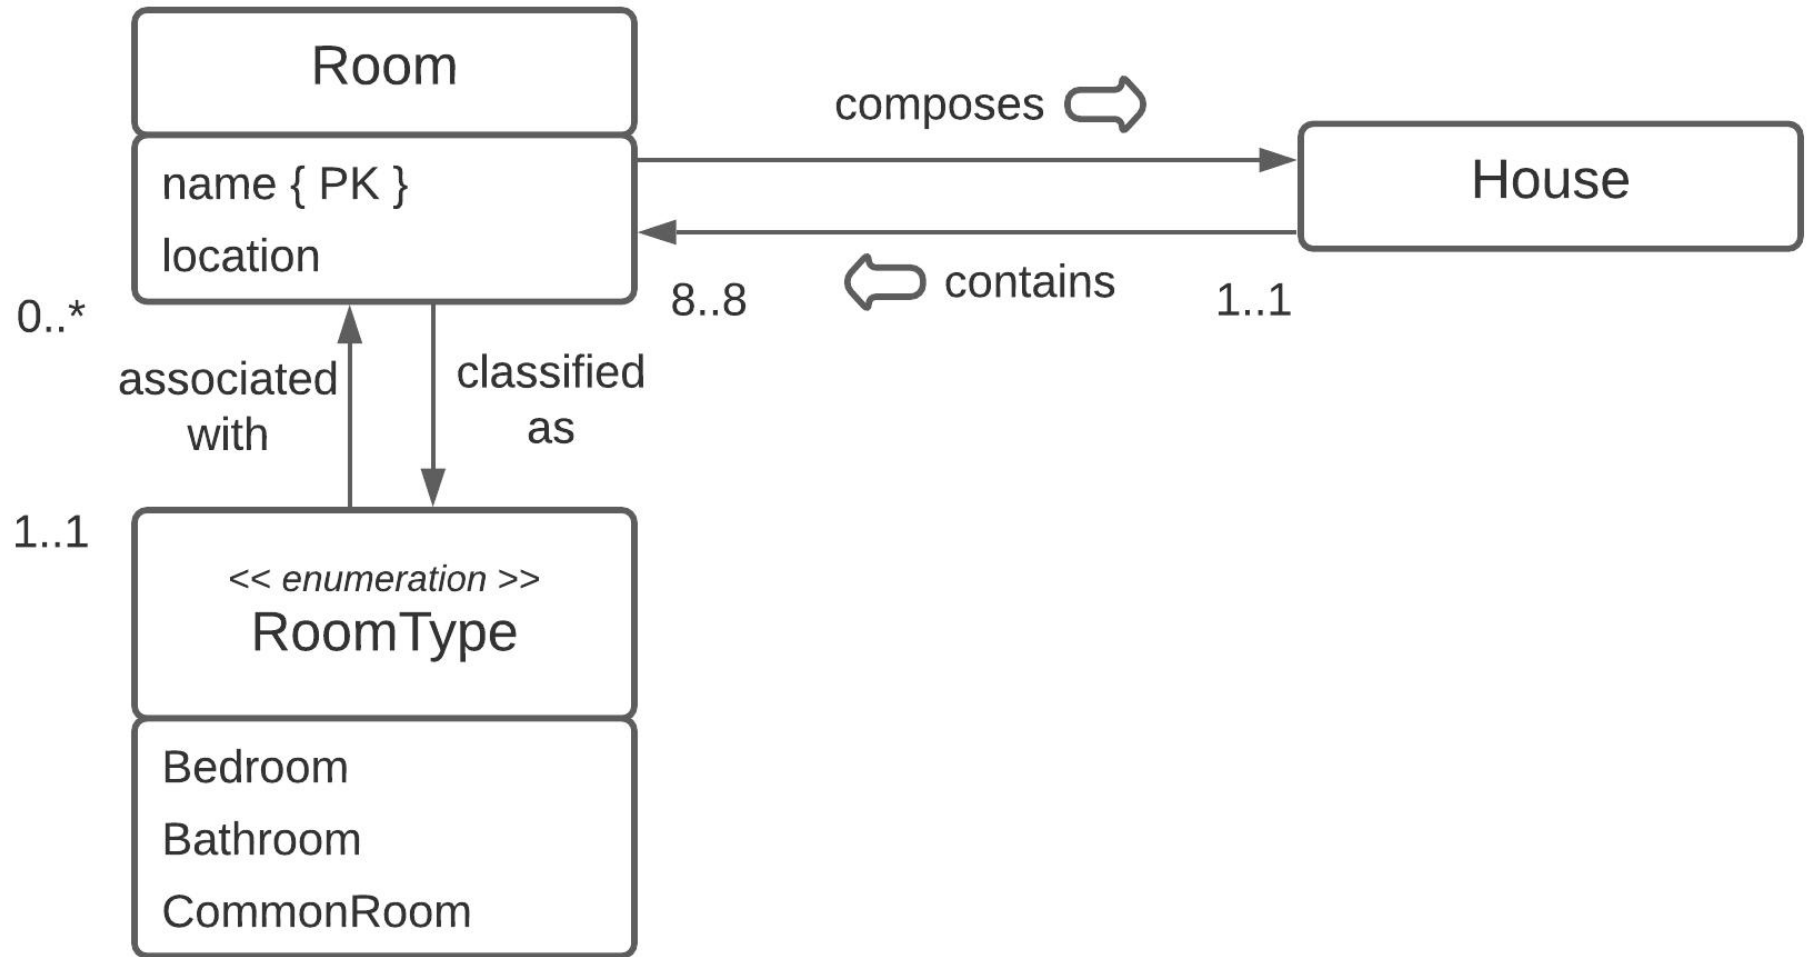 Room
name { PK }
location
composes
House
contains
8..8
1..1
0..*
associated
with
classified
as
1..1
<< enumeration >>
RoomType
Bedroom
Bathroom
CommonRoom